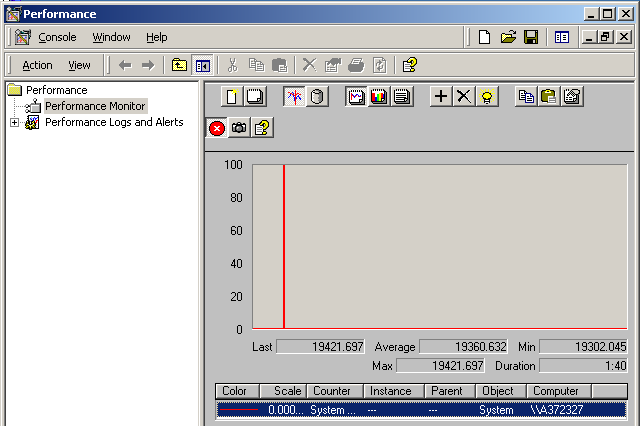 Performance
Console Window Help
Action View
Performance
Performance Monitor
Performance Logs and Alerts
100
80
60
40
20
0
Last 19421.697 Average 19360.632 Min 19302.045
Max 19421.697 Duration 1:40
Color Scale Counter Instance Parent Object Computer
0.000... System ... --- --- System \\A372327